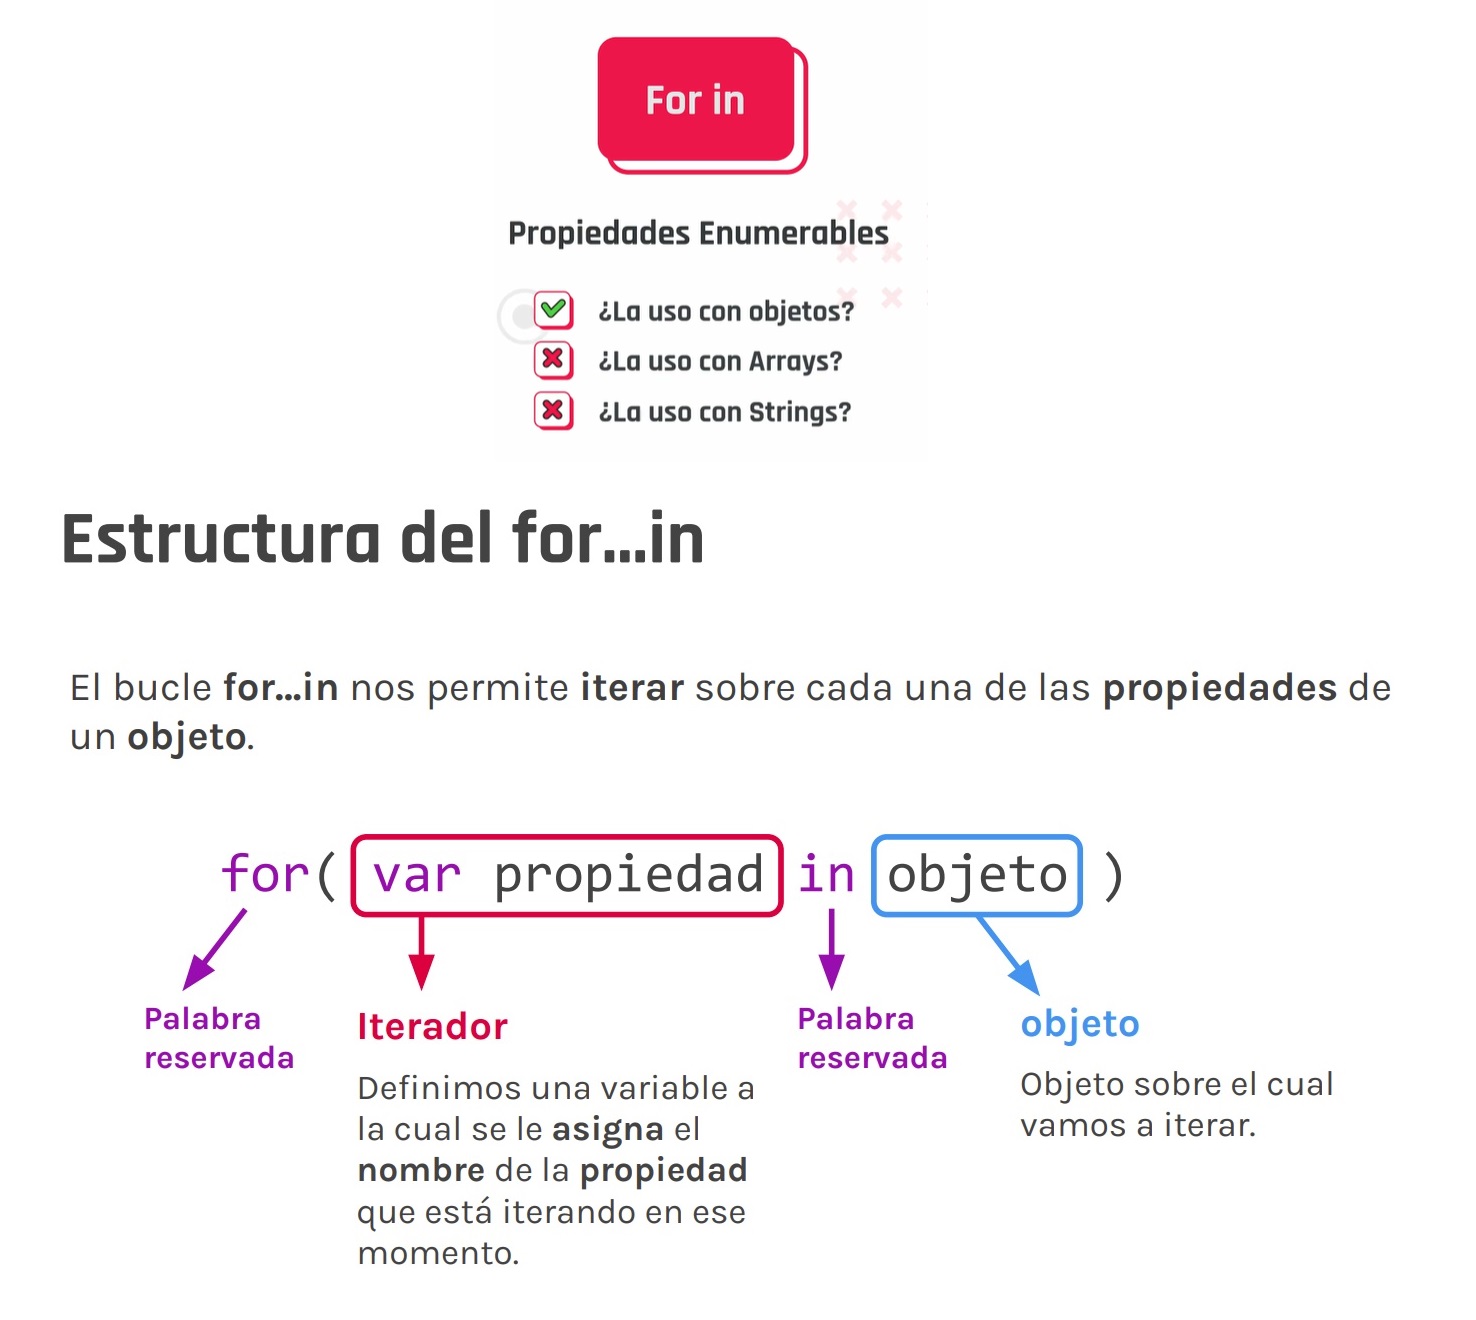 For in
Propiedades Enumerables
¿La uso con objetos?
¿La uso con Arrays?
¿La uso con Strings?
Estructura del for...in
El bucle for...in nos permite iterar sobre cada una de las propiedades de
un objeto.
for( var propiedad in objeto )
Palabra
reservada
Iterador
Definimos una variable a
la cual se le asigna el
nombre de la propiedad
que está iterando en ese
momento.
Palabra
reservada
objeto
Objeto sobre el cual
vamos a iterar.